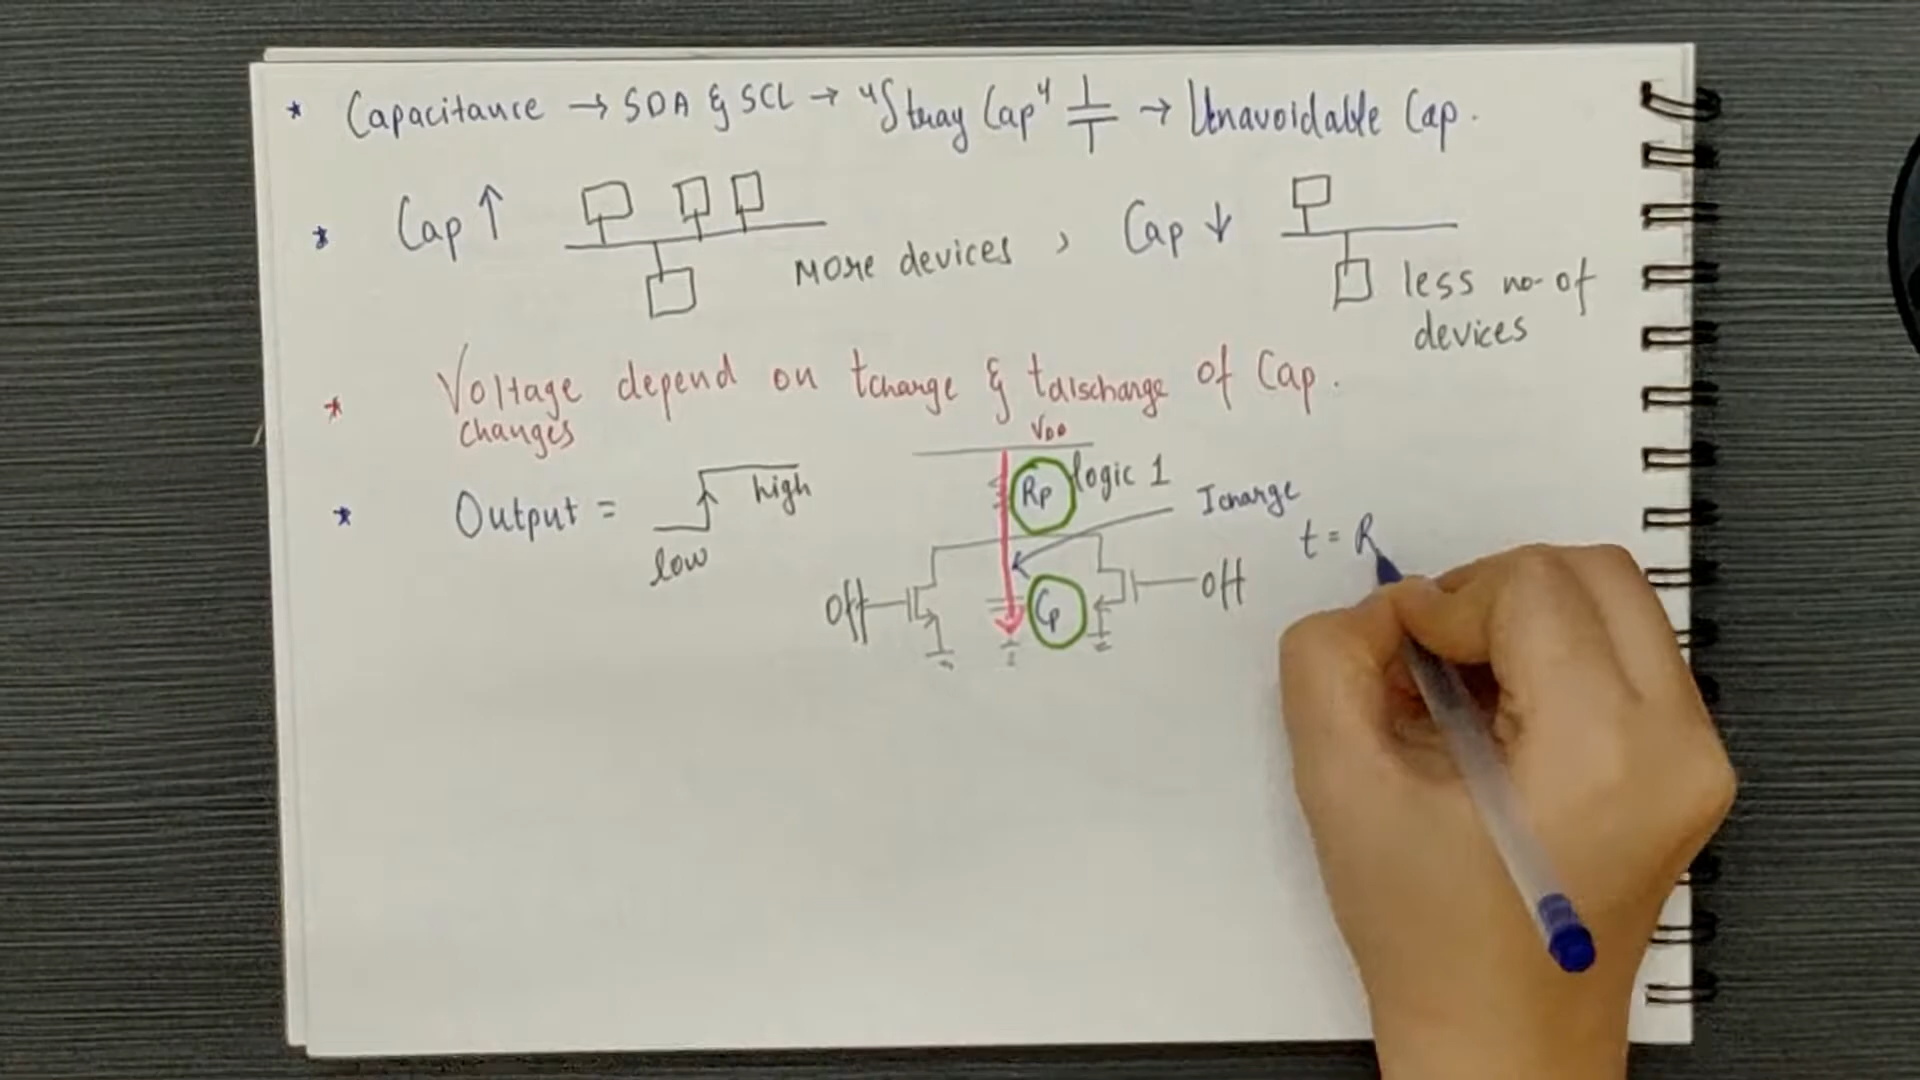 * Capacitance → SDA & SCL → "Stray Cap" → Unavoidable Cap.
* Cap ↑ More devices , Cap ↓ less no. of
devices
* Voltage depend on tcharge & tdischarge of Cap.
changes
VDD
* Output = low high
Rp logic 1
Icharge
t = R
Off Cp Off